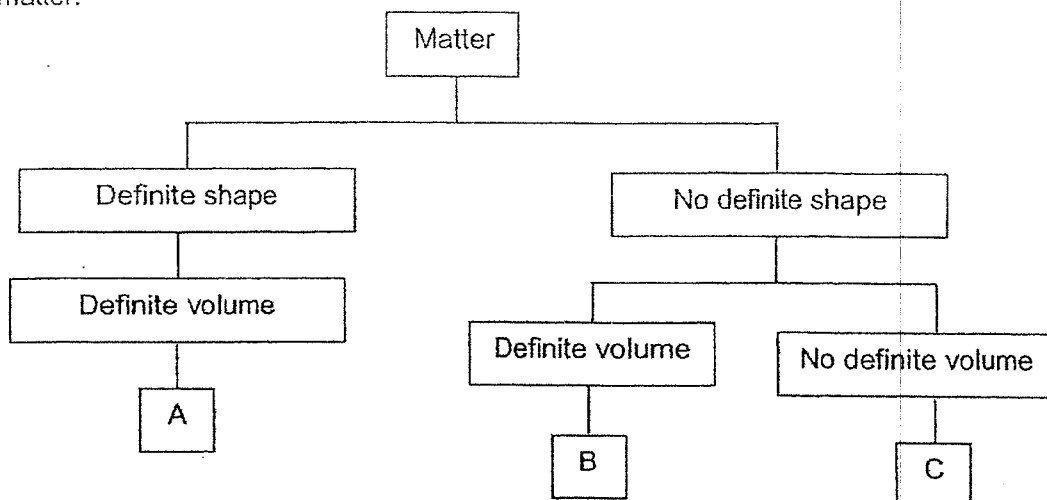 matter.
Matter
Definite shape
No definite shape
Definite volume
Definite volume
No definite volume
A
B
C